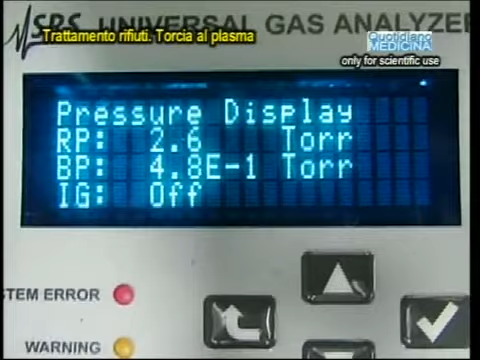 SRS UNIVERSAL GAS ANALYZER
Trattamento rifiuti. Torcia al plasma
Quotidiano
MEDICINA
only for scientific use
Pressure Display
RP: 2.6 Torr
BP: 4.8E-1 Torr
IG: Off
TEM ERROR
WARNING